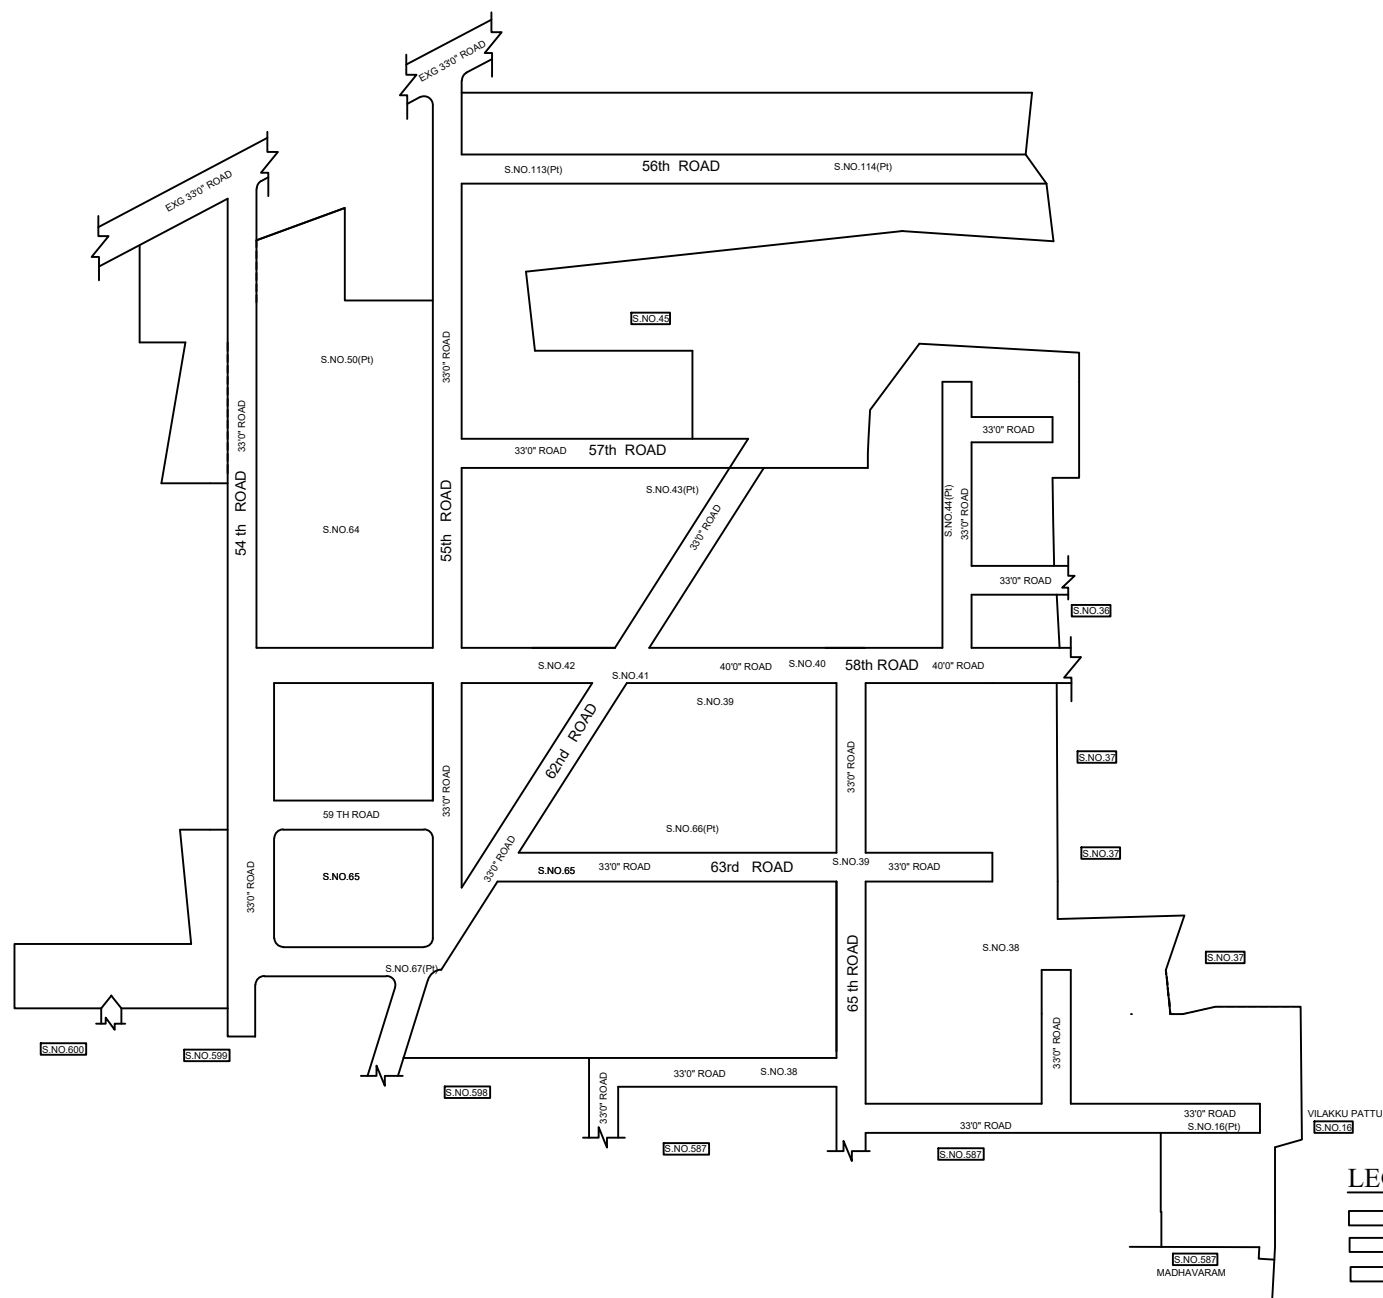 EXG 33'0" ROAD
EXG 33'0" ROAD
S.NO.113(Pt)
56th ROAD
S.NO.114(Pt)
S.NO.45
S.NO.50(Pt)
33'0" ROAD
33'0" ROAD
33'0" ROAD
57th ROAD
33'0" ROAD
S.NO.43(Pt)
54 th ROAD
S.NO.64
55th ROAD
33'0" ROAD
S.NO.44(Pt)
33'0" ROAD
33'0" ROAD
S.NO.36
S.NO.42
S.NO.41
40'0" ROAD
S.NO.40
58th ROAD
40'0" ROAD
S.NO.39
62nd ROAD
33'0" ROAD
33'0" ROAD
S.NO.37
59 TH ROAD
S.NO.66(Pt)
S.NO.37
33'0" ROAD
S.NO.65
33'0" ROAD
S.NO.65
33'0" ROAD
63rd ROAD
S.NO.39
33'0" ROAD
S.NO.67(Pt)
65 th ROAD
S.NO.38
S.NO.37
S.NO.600
S.NO.599
33'0" ROAD
S.NO.598
33'0" ROAD
33'0" ROAD
S.NO.38
33'0" ROAD
33'0" ROAD
S.NO.16(Pt)
VILAKKU PATTU
S.NO.16
S.NO.587
S.NO.587
S.NO.587
MADHAVARAM